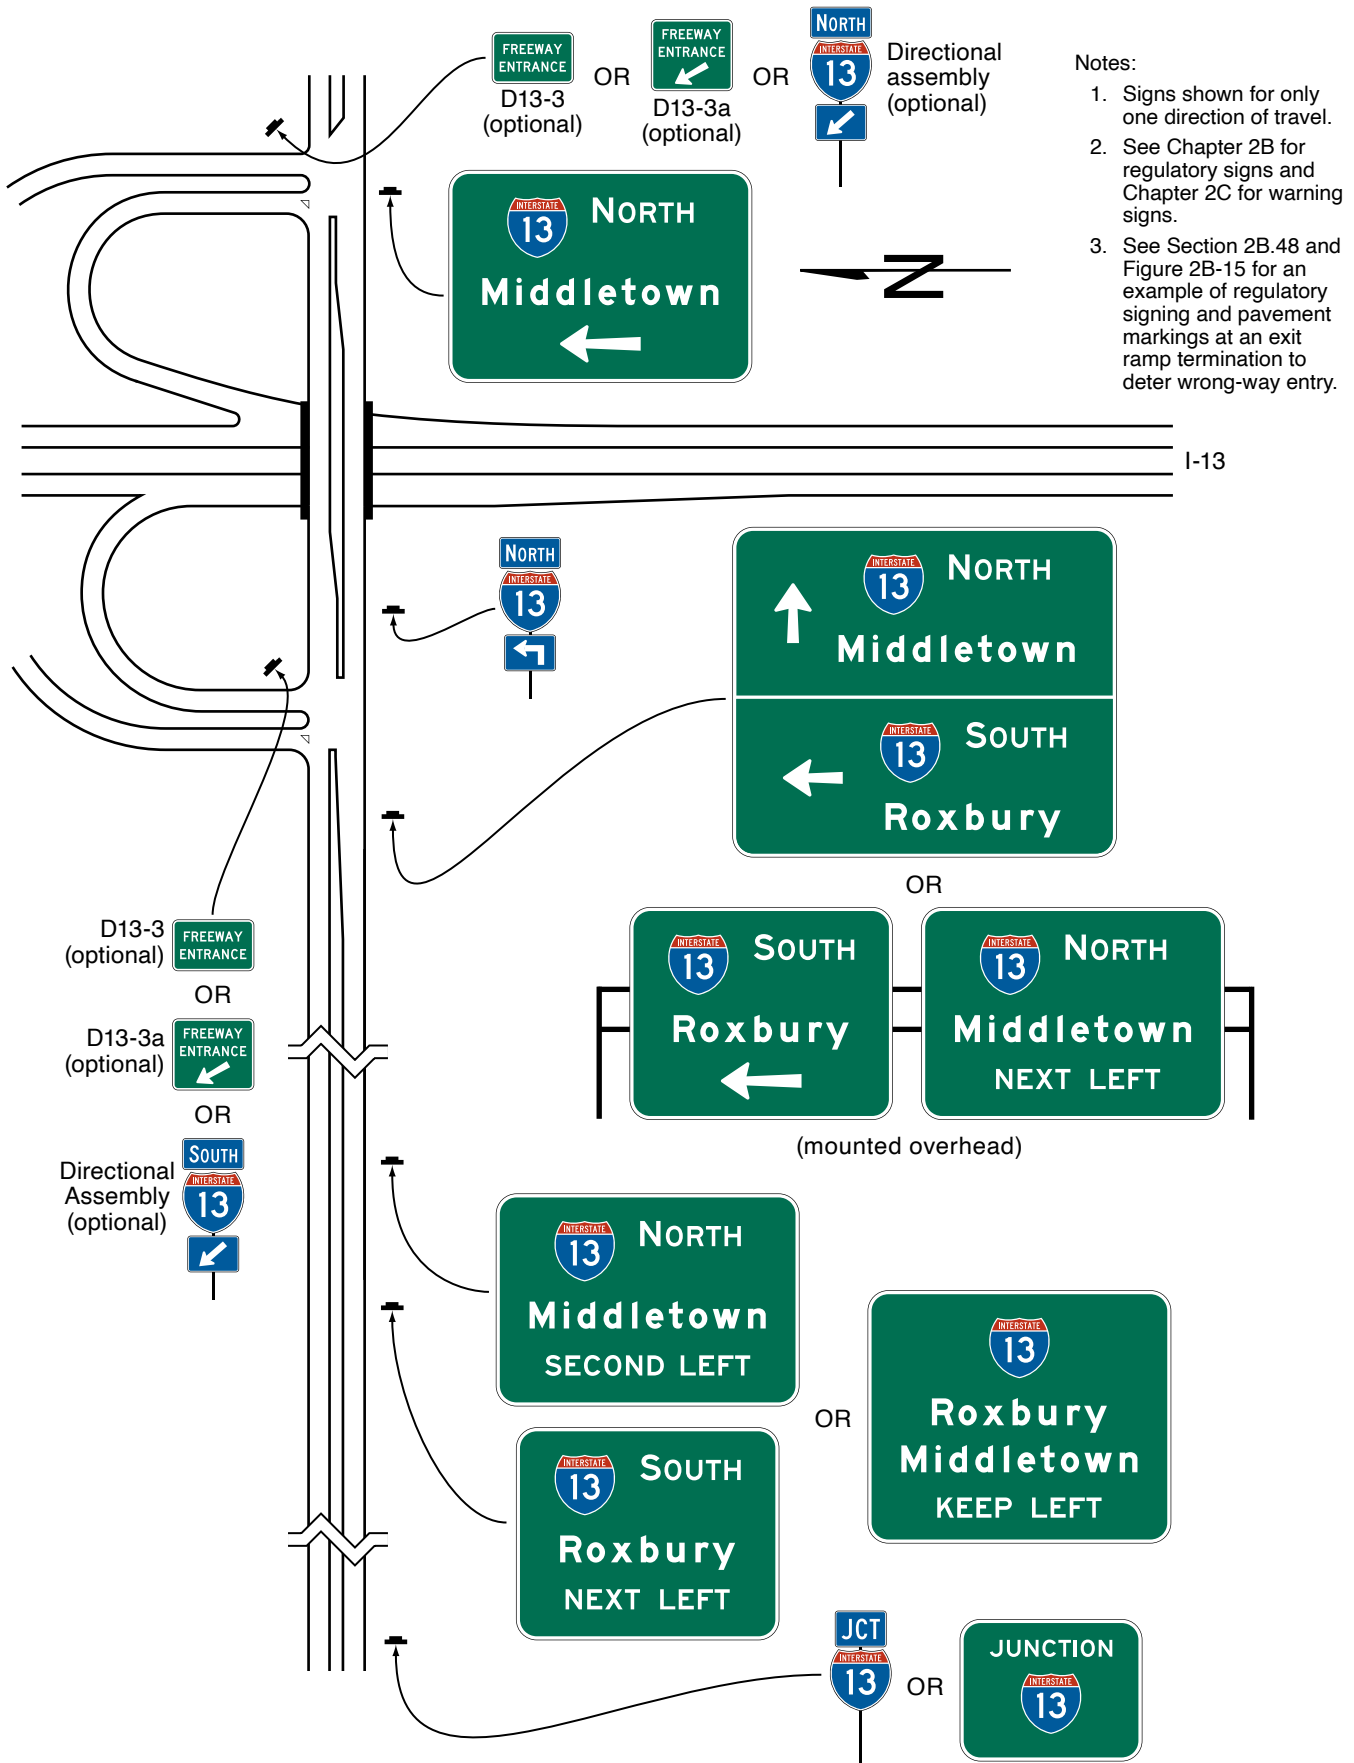 FREEWAY
ENTRANCE
D13-3
(optional)
OR
FREEWAY
ENTRANCE
D13-3a
(optional)
OR
NORTH
INTERSTATE
13
Directional
assembly
(optional)
Notes:
1. Signs shown for only
one direction of travel.
2. See Chapter 2B for
regulatory signs and
Chapter 2C for warning
signs.
3. See Section 2B.48 and
Figure 2B-15 for an
example of regulatory
signing and pavement
markings at an exit
ramp termination to
deter wrong-way entry.
INTERSTATE
13
NORTH
Middletown
N
I-13
NORTH
INTERSTATE
13
INTERSTATE
13
NORTH
Middletown
INTERSTATE
13
SOUTH
Roxbury
OR
INTERSTATE
13
SOUTH
Roxbury
INTERSTATE
13
NORTH
Middletown
NEXT LEFT
(mounted overhead)
D13-3
(optional)
FREEWAY
ENTRANCE
OR
D13-3a
(optional)
FREEWAY
ENTRANCE
OR
Directional
Assembly
(optional)
SOUTH
INTERSTATE
13
INTERSTATE
13
NORTH
Middletown
SECOND LEFT
INTERSTATE
13
SOUTH
Roxbury
NEXT LEFT
OR
INTERSTATE
13
Roxbury
Middletown
KEEP LEFT
JCT
INTERSTATE
13
OR
JUNCTION
INTERSTATE
13